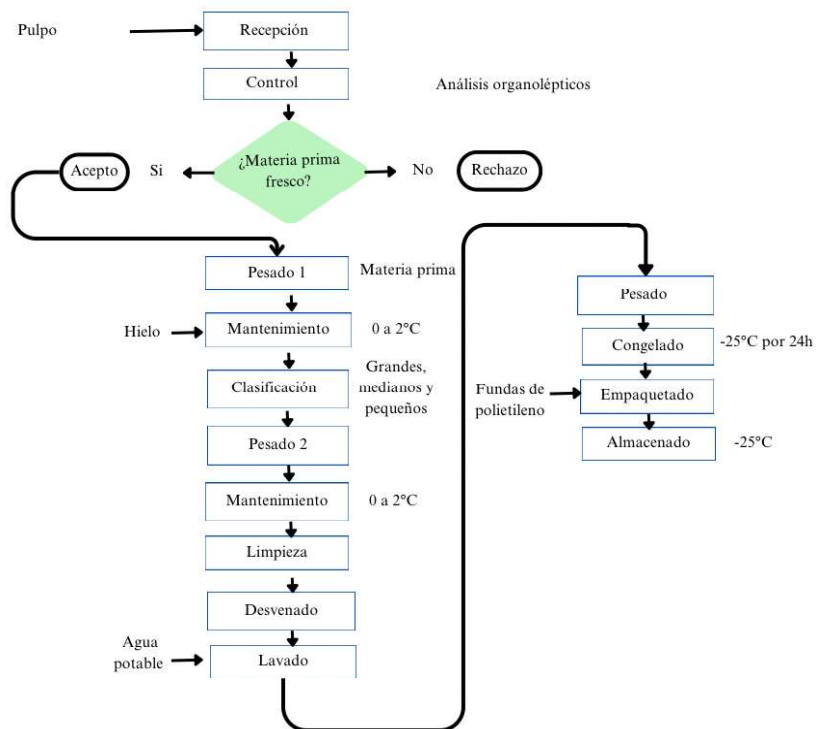 Pulpo
Recepción
Control
Análisis organolépticos
¿Materia prima
fresco?
Acepto
Si
No
Rechazo
Pesado 1
Materia prima
Hielo
Mantenimiento
0 a 2°C
Clasificación
Grandes,
medianos y
pequeños
Pesado 2
Mantenimiento
0 a 2°C
Limpieza
Desvenado
Agua
potable
Lavado
Pesado
Congelado
-25°C por 24h
Fundas de
polietileno
Empaquetado
Almacenado
-25°C